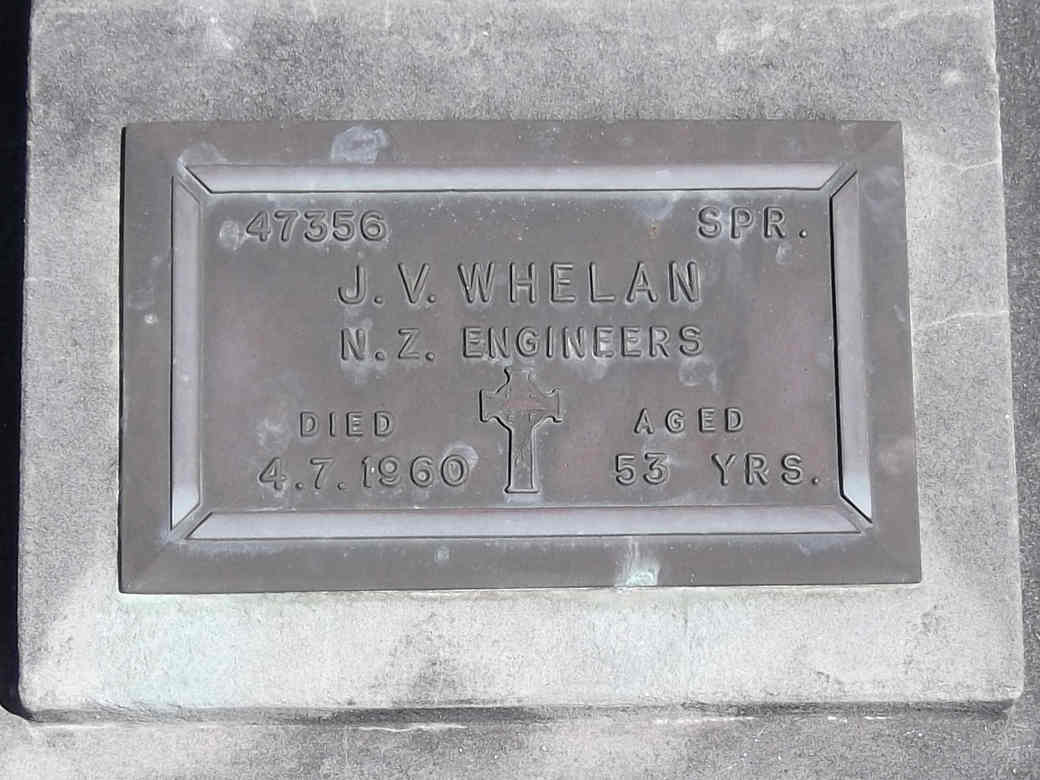 47356 SPR.
J. V. WHELAN
N. Z. ENGINEERS
DIED AGED
4.7.1960 53 YRS.